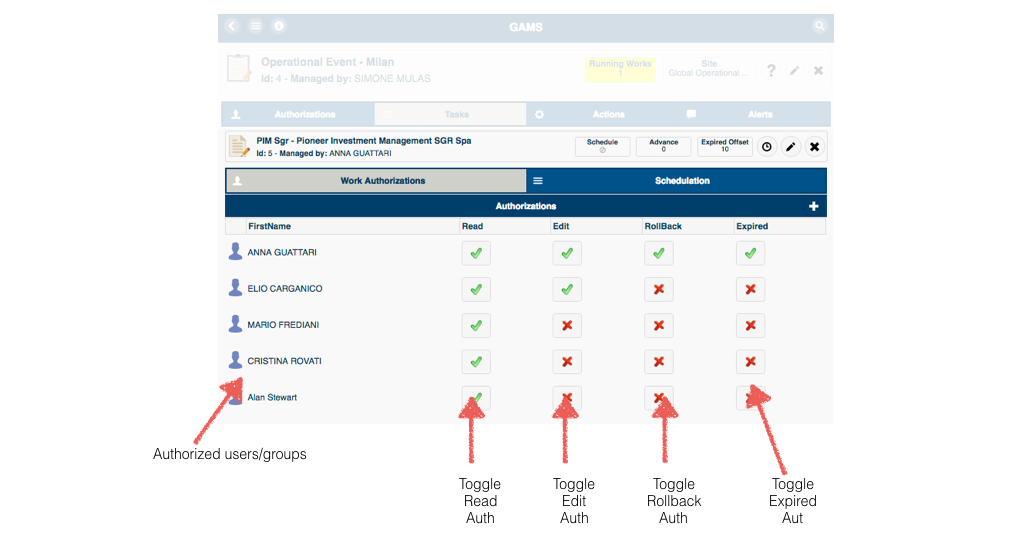 GAMS
Operational Event - Milan
Id: 4 - Managed by: SIMONE MULAS
Running Works
1
Site
Global Operational ...
Authorizations
Tasks
Actions
Alerts
PIM Sgr - Pioneer Investment Management SGR Spa
Id: 5 - Managed by: ANNA GUATTARI
Schedule
Advance
0
Expired Offset
10
Work Authorizations
Schedulation
Authorizations
FirstName
Read
Edit
RollBack
Expired
ANNA GUATTARI
ELIO CARGANICO
MARIO FREDIANI
CRISTINA ROVATI
Alan Stewart
Authorized users/groups
Toggle
Read
Auth
Toggle
Edit
Auth
Toggle
Rollback
Auth
Toggle
Expired
Aut